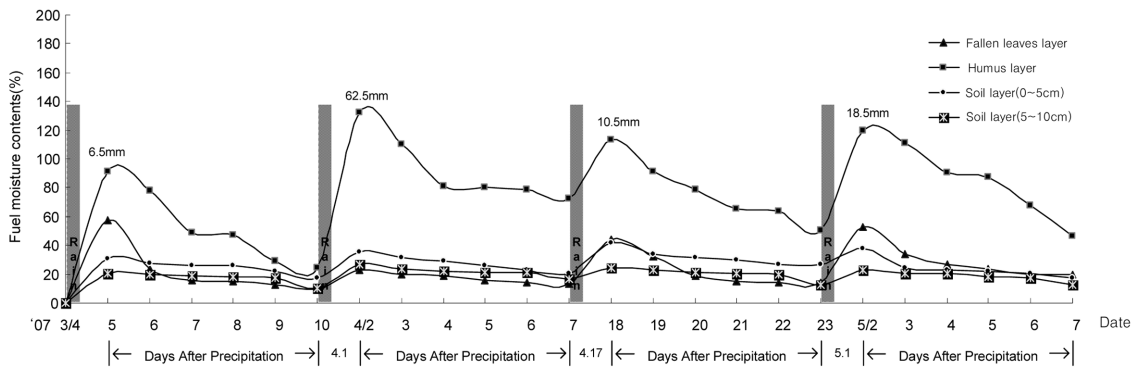 200
180
160
140
120
100
80
60
40
20
0
Fuel moisture contents(%)
Fallen leaves layer
Humus layer
Soil layer(0~5cm)
Soil layer(5~10cm)
6.5mm
62.5mm
10.5mm
18.5mm
Rain
Rain
Rain
Rain
'07 3/4 5 6 7 8 9 10 4/2 3 4 5 6 7 18 19 20 21 22 23 5/2 3 4 5 6 7 Date
Days After Precipitation 4.1 Days After Precipitation 4.17 Days After Precipitation 5.1 Days After Precipitation